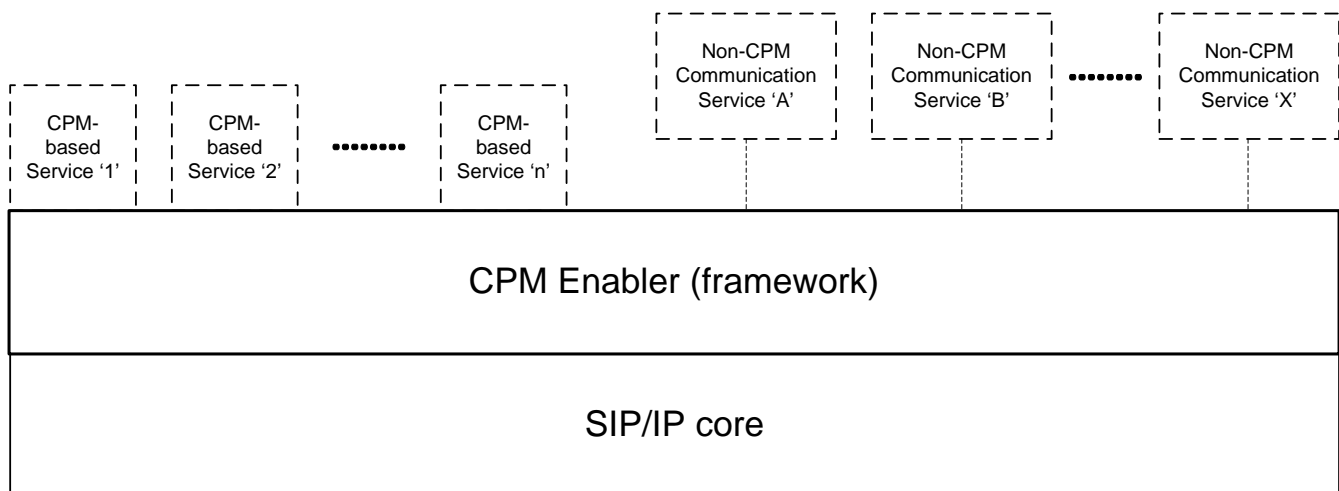 Non-CPM
Communication
Service ‘A’
Non-CPM
Communication
Service ‘B’
Non-CPM
Communication
Service ‘X’
CPM-
based
Service ‘1’
CPM-
based
Service ‘2’
CPM-
based
Service ‘n’
CPM Enabler (framework)
SIP/IP core